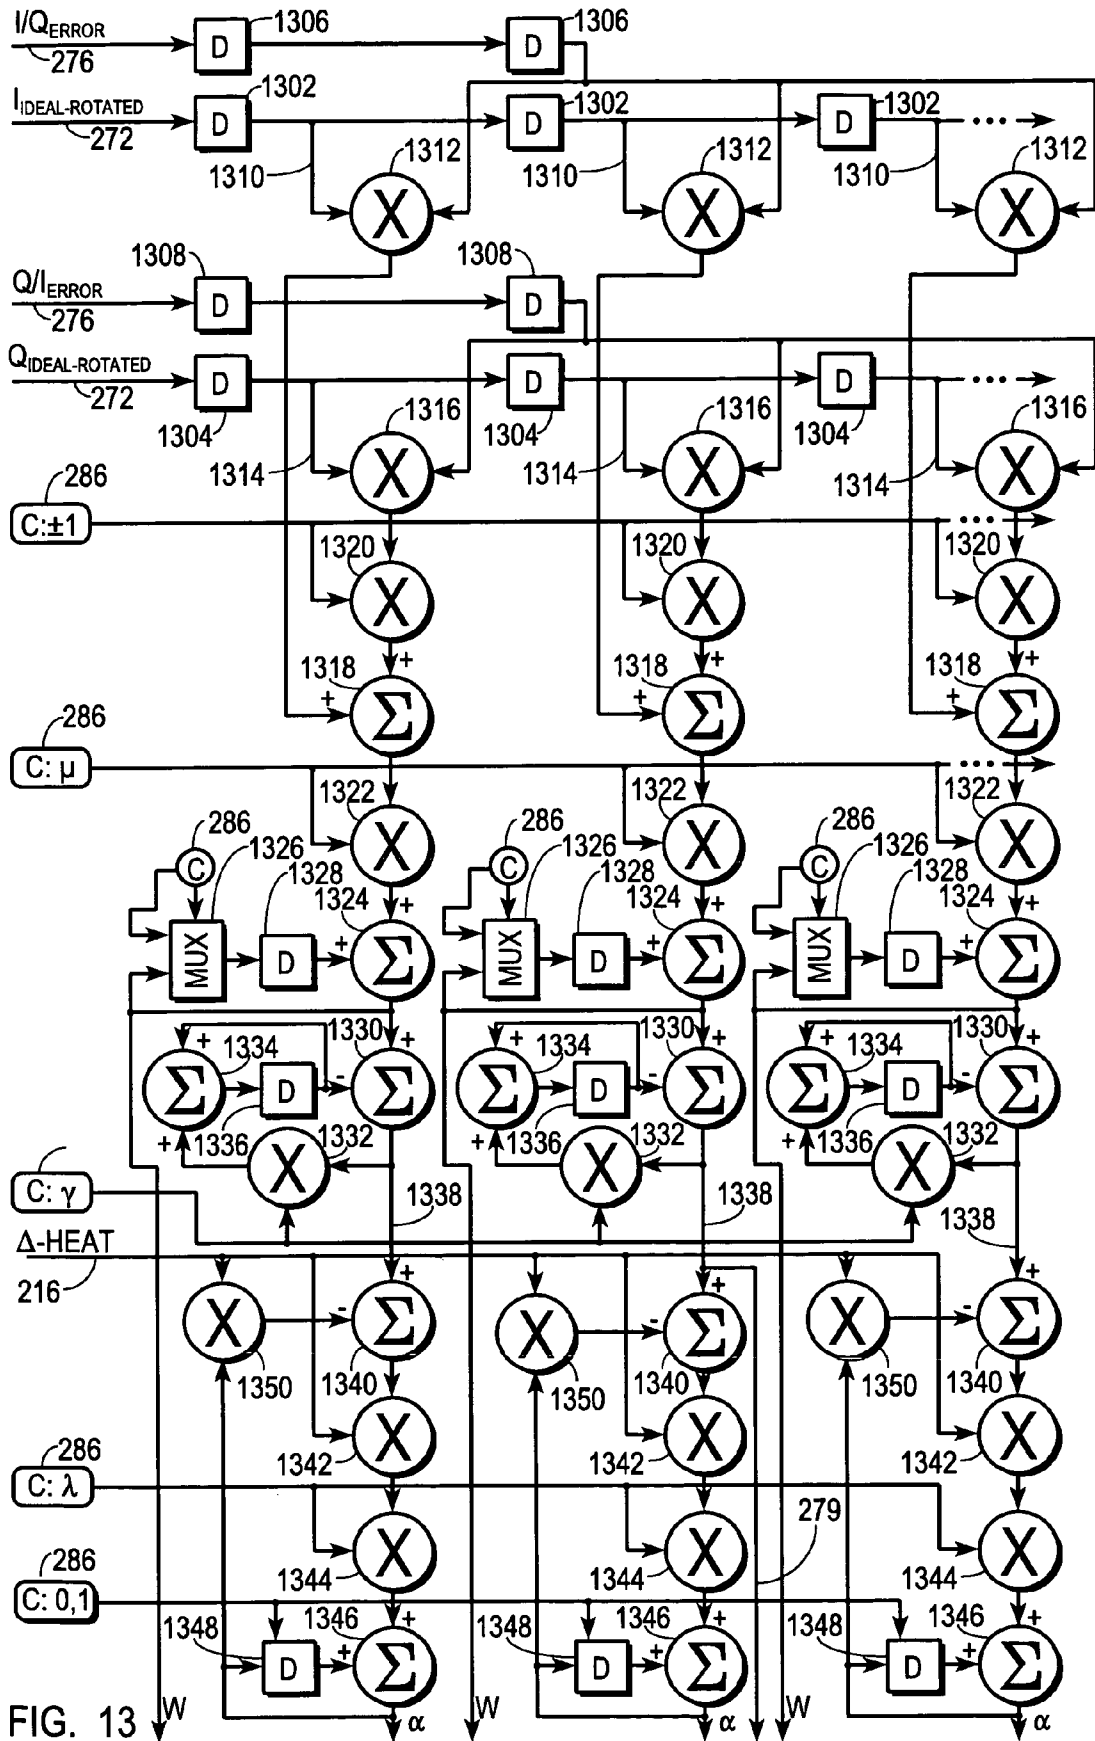 I/QERROR 1306 1306
276 D D
IIDEAL-ROTATED 1302 1302 1302
272 D D D •••
1310 1312 1310 1312 1310 1312
X X X
1308 1308
Q/IERROR D D
276
QIDEAL-ROTATED
272 D D D •••
1304 1316 1304 1316 1304 1316
1314 X 1314 X 1314 X
286
C:±1 •••
1320 1320 1320
X X X
1318 + 1318 + 1318 +
+ Σ + Σ + Σ
286
C: μ •••
1322 1322 1322
286 1326 X 286 1326 X 286 1326 X
C 1328 C 1328 C 1328
1324 + 1324 + 1324 +
MUX D + Σ MUX D + Σ MUX D + Σ
1330 + 1330 + 1330 +
+ 1334 + 1334 + 1334
Σ D - Σ Σ D - Σ Σ D - Σ
+ 1336 1332 + 1336 1332 + 1336 1332
X X X
C: γ
1338 1338 1338
Δ-HEAT
216 + + +
X - Σ X - Σ X - Σ
1350 1340 1350 1340 1350 1340
X X X
1342 1342 1342
286
C: λ 279
X X X
286 1344 1344 1344
C: 0,1
1348 1346 + 1348 1346 + 1348 1346 +
D + Σ D + Σ D + Σ
FIG. 13 W α W W α α